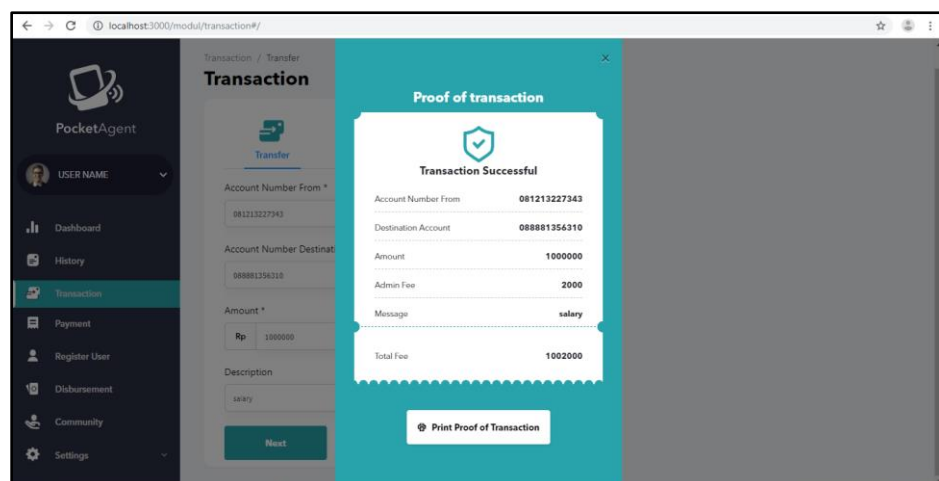 localhost:3000/modul/transaction#/
PocketAgent
USER NAME
Dashboard
History
Transaction
Payment
Register User
Disbursement
Community
Settings
Transaction / Transfer
Transaction
Transfer
Account Number From *
081213227343
Account Number Destinat
088881356310
Amount *
Rp 1000000
Description
salary
Next
Proof of transaction
Transaction Successful
Account Number From 081213227343
Destination Account 088881356310
Amount 1000000
Admin Fee 2000
Message salary
Total Fee 1002000
Print Proof of Transaction